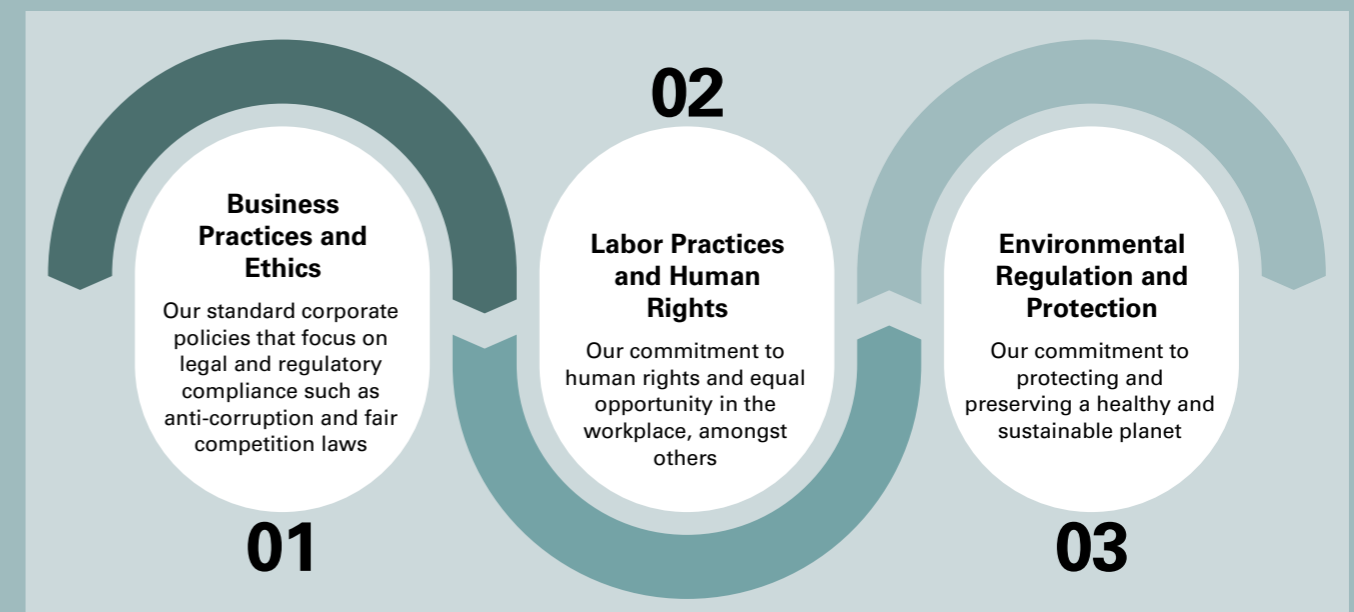 Business
Practices and
Ethics
Our standard corporate
policies that focus on
legal and regulatory
compliance such as
anti-corruption and fair
competition laws
01
02
Labor Practices
and Human
Rights
Our commitment to
human rights and equal
opportunity in the
workplace, amongst
others
Environmental
Regulation and
Protection
Our commitment to
protecting and
preserving a healthy and
sustainable planet
03